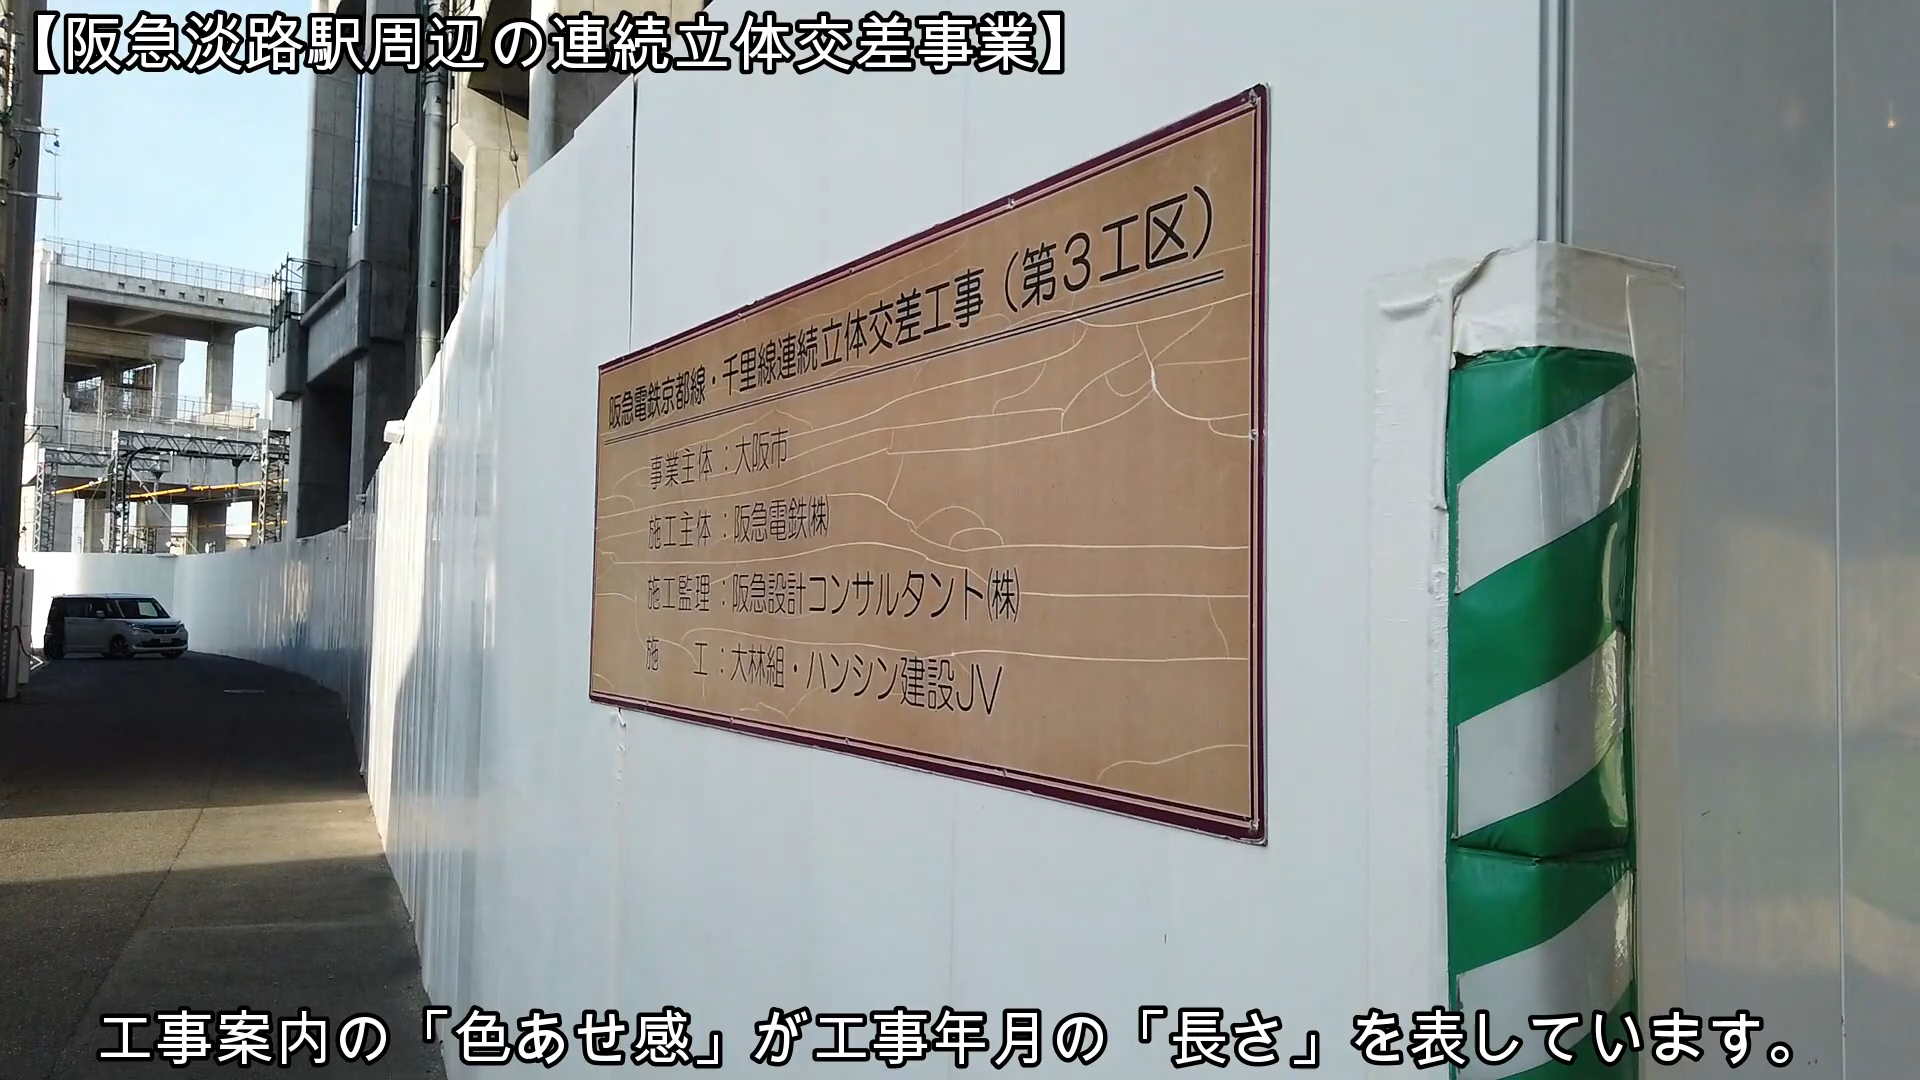 【阪急淡路駅周辺の連続立体交差事業】
阪急電鉄京都線・千里線連続立体交差工事（第3工区）
事業主体：大阪市
施工主体：阪急電鉄㈱
施工監理：阪急設計コンサルタント㈱
施　工：大林組・ハンシン建設JV
工事案内の「色あせ感」が工事年月の「長さ」を表しています。